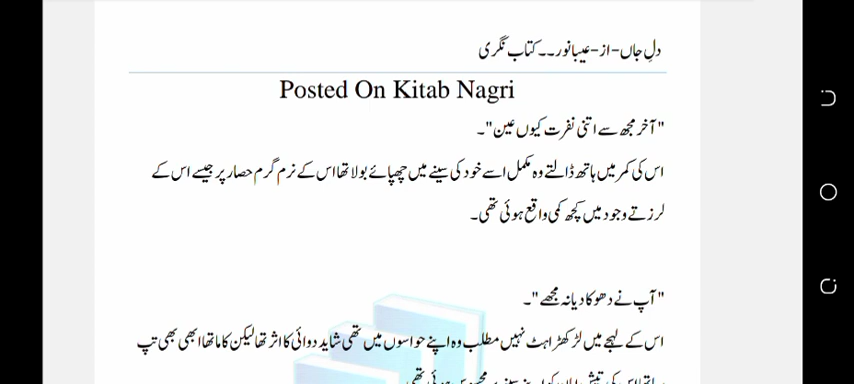 دلِ جاں-از-عیبا نور۔۔۔کتاب نگری
Posted On Kitab Nagri
"آخر مجھ سے اتنی نفرت کیوں عین"۔
اس کی کمر میں ہاتھ ڈالتے وہ مکمل اسے خود کی سینے میں چھپائے بولا تھا اس کے نرم گرم حصار پر جیسے اس کے
لرزتے وجود میں کچھ کمی واقع ہوئی تھی۔
"آپ نے دھوکا دیا نہ مجھے"۔
اس کے لہجے میں لڑکھڑاہٹ نہیں مطلب وہ اپنے حواسوں میں تھی شاید دوائی کا اثر تھا لیکن کا ماتھا ابھی بھی تپ